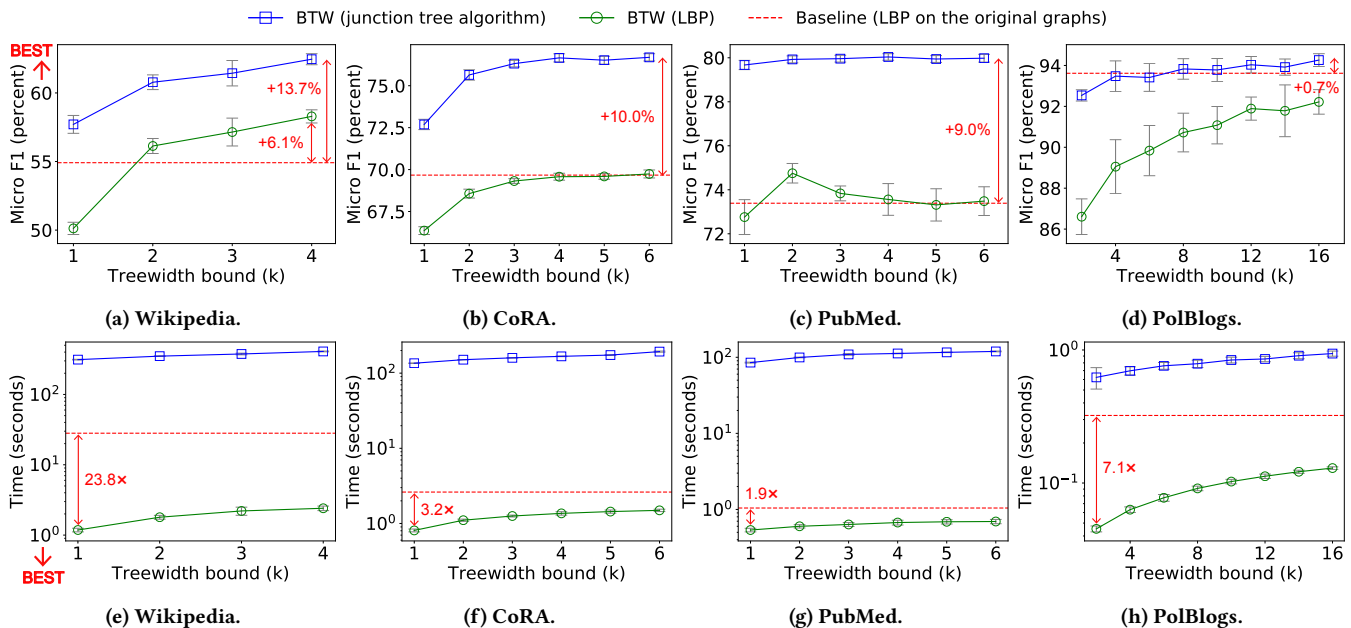 BTW (junction tree algorithm) BTW (LBP) Baseline (LBP on the original graphs)
BEST
Micro F1 (percent)
60
55
50
+13.7%
+6.1%
1 2 3 4
Treewidth bound (k)
(a) Wikipedia.
Micro F1 (percent)
75.0
72.5
70.0
67.5
+10.0%
1 2 3 4 5 6
Treewidth bound (k)
(b) CoRA.
Micro F1 (percent)
80
78
76
74
72
+9.0%
1 2 3 4 5 6
Treewidth bound (k)
(c) PubMed.
Micro F1 (percent)
94
92
90
88
86
+0.7%
4 8 12 16
Treewidth bound (k)
(d) PolBlogs.
Time (seconds)
10²
10¹
10⁰
23.8×
BEST
1 2 3 4
Treewidth bound (k)
(e) Wikipedia.
Time (seconds)
10²
10¹
10⁰
3.2×
1 2 3 4 5 6
Treewidth bound (k)
(f) CoRA.
Time (seconds)
10²
10¹
10⁰
1.9×
1 2 3 4 5 6
Treewidth bound (k)
(g) PubMed.
Time (seconds)
10⁰
10⁻¹
7.1×
4 8 12 16
Treewidth bound (k)
(h) PolBlogs.